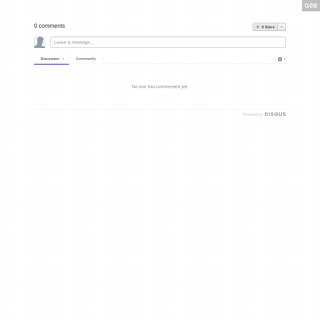 CLOSE
0 comments
0 Stars
Leave a message...
Discussion
Community
No one has commented yet.
Powered by DISQUS